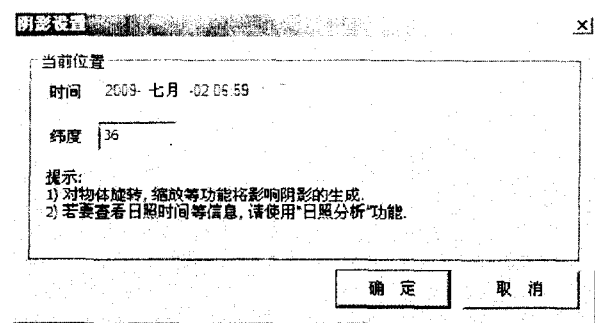 阴影设置
当前位置
时间 2009- 七月 -02 06:59
纬度 36
提示:
1) 对物体旋转, 缩放等功能将影响阴影的生成.
2) 若要查看日照时间等信息, 请使用"日照分析"功能.
确 定 取 消